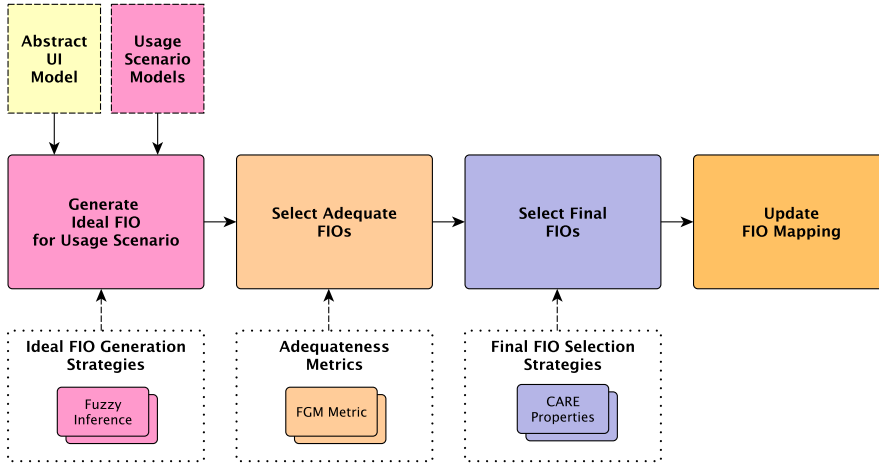 Abstract
UI
Model
Usage
Scenario
Models
Generate
Ideal FIO
for Usage Scenario
Select Adequate
FIOs
Select Final
FIOs
Update
FIO Mapping
Ideal FIO Generation
Strategies
Fuzzy
Inference
Adequateness
Metrics
FGM Metric
Final FIO Selection
Strategies
CARE
Properties